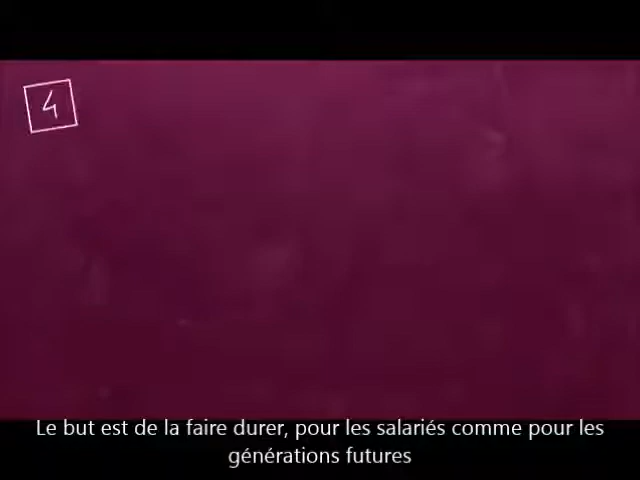 4
Le but est de la faire durer, pour les salariés comme pour les
générations futures